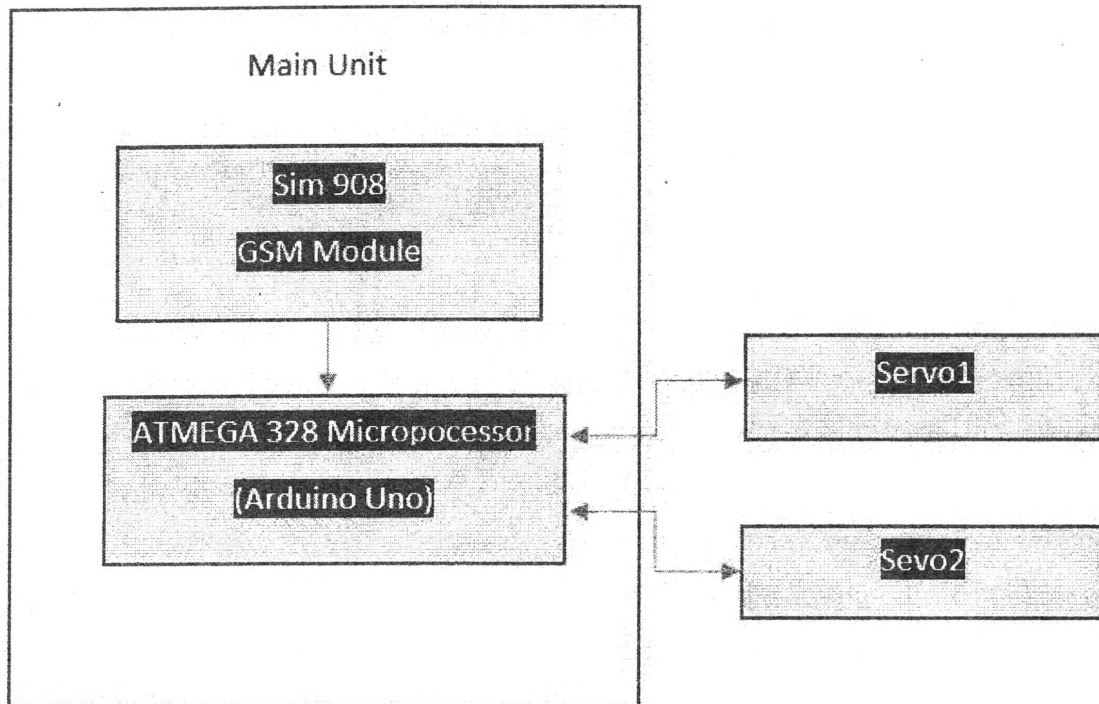 Main Unit
Sim 908
GSM Module
ATMEGA 328 Micropocessor
(Arduino Uno)
Servo1
Sevo2